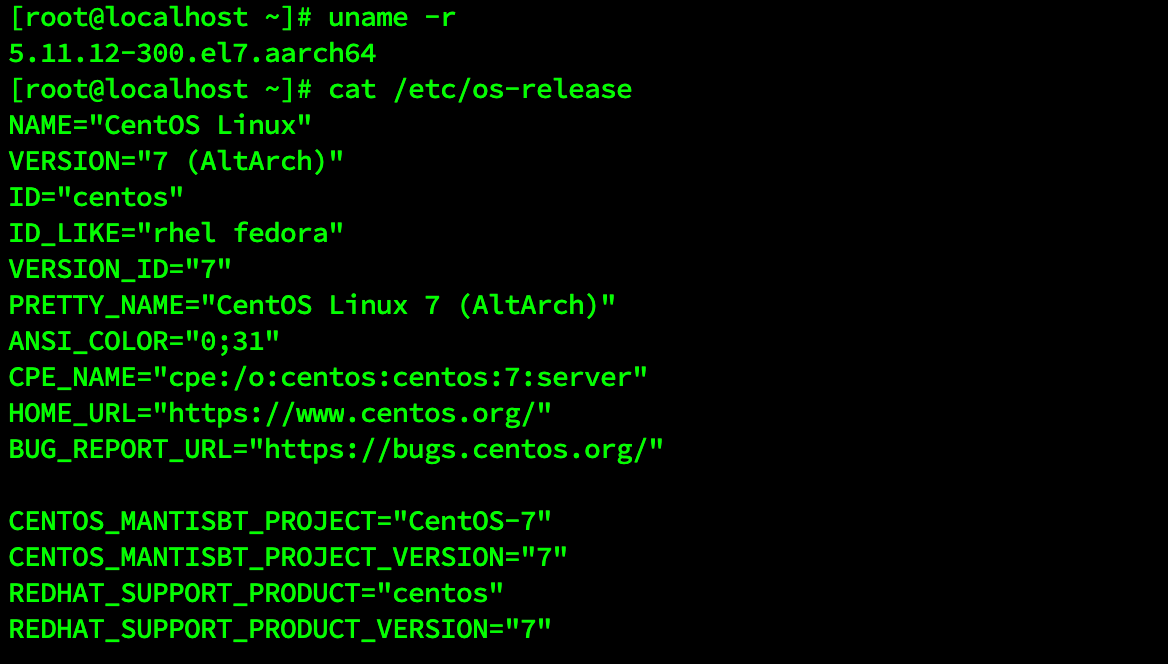 [root@localhost ~]# uname -r
5.11.12-300.el7.aarch64
[root@localhost ~]# cat /etc/os-release
NAME="CentOS Linux"
VERSION="7 (AltArch)"
ID="centos"
ID_LIKE="rhel fedora"
VERSION_ID="7"
PRETTY_NAME="CentOS Linux 7 (AltArch)"
ANSI_COLOR="0;31"
CPE_NAME="cpe:/o:centos:centos:7:server"
HOME_URL="https://www.centos.org/"
BUG_REPORT_URL="https://bugs.centos.org/"

CENTOS_MANTISBT_PROJECT="CentOS-7"
CENTOS_MANTISBT_PROJECT_VERSION="7"
REDHAT_SUPPORT_PRODUCT="centos"
REDHAT_SUPPORT_PRODUCT_VERSION="7"